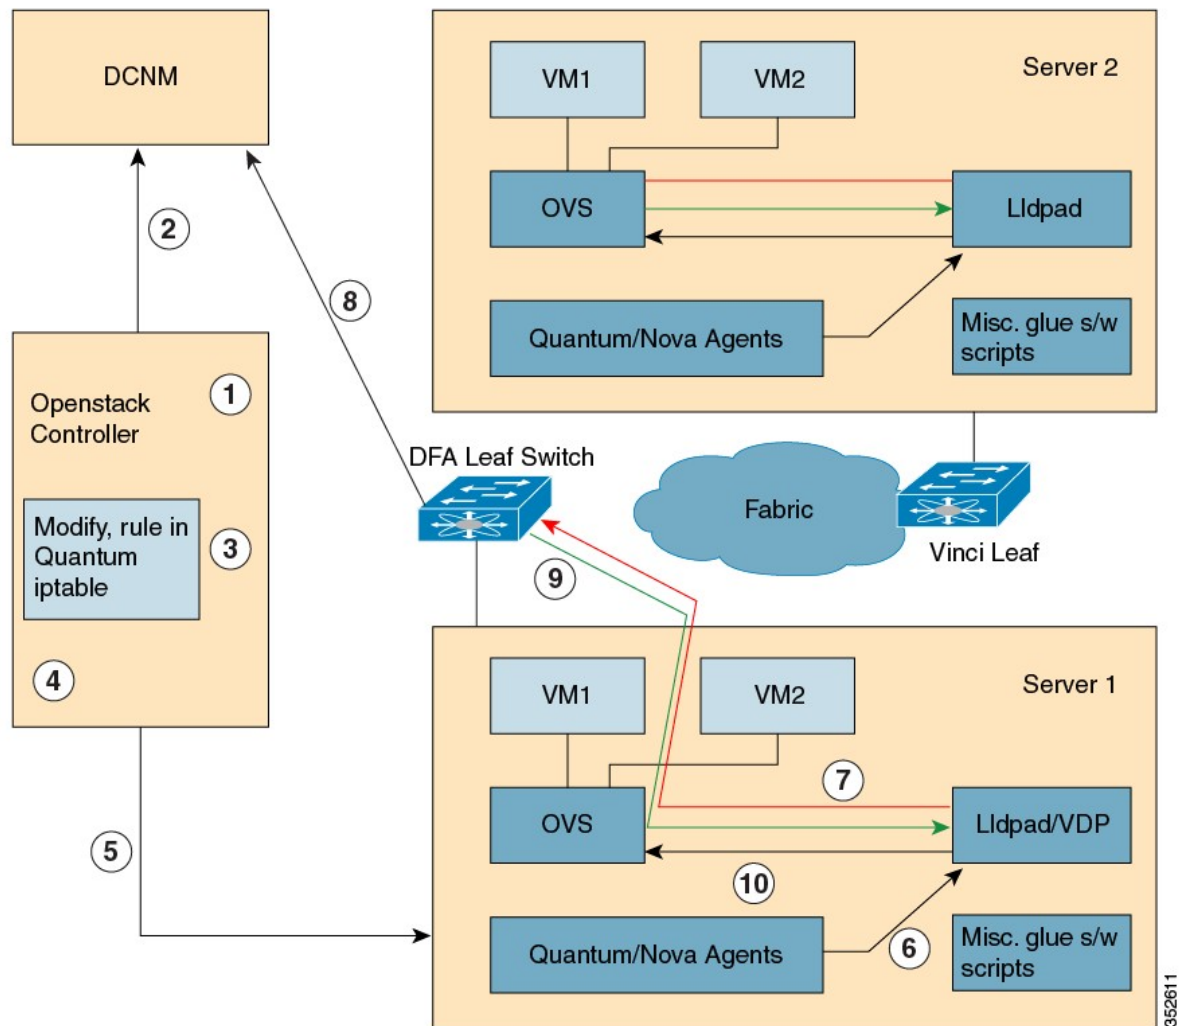 DCNM
2
8
1
Openstack
Controller
Modify, rule in
Quantum
iptable
3
4
5
Server 2
VM1
VM2
OVS
Lldpad
Quantum/Nova Agents
Misc. glue s/w
scripts
DFA Leaf Switch
Fabric
Vinci Leaf
9
Server 1
VM1
VM2
7
OVS
Lldpad/VDP
10
Quantum/Nova Agents
6
Misc. glue s/w
scripts
352611